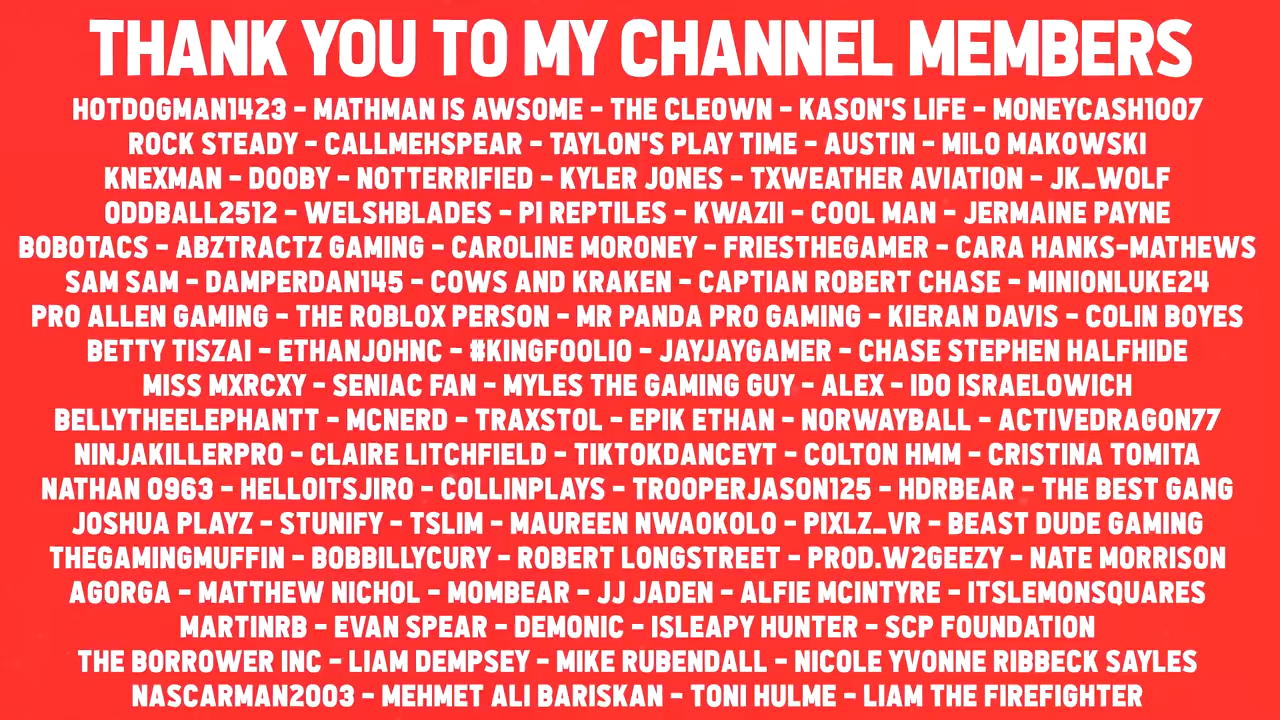 THANK YOU TO MY CHANNEL MEMBERS
HOTDOGMAN1423 - MATHMAN IS AWSOME - THE CLEOWN - KASON'S LIFE - MONEYCASH1007
ROCK STEADY - CALLMEHSPEAR - TAYLON'S PLAY TIME - AUSTIN - MILO MAKOWSKI
KNEXMAN - DOOBY - NOTTERRIFIED - KYLER JONES - TXWEATHER AVIATION - JK_WOLF
ODDBALL2512 - WELSHBLADES - PI REPTILES - KWAZII - COOL MAN - JERMAINE PAYNE
BOBOTACS - ABZTRACTZ GAMING - CAROLINE MORONEY - FRIESTHEGAMER - CARA HANKS-MATHEWS
SAM SAM - DAMPERDAN145 - COWS AND KRAKEN - CAPTIAN ROBERT CHASE - MINIONLUKE24
PRO ALLEN GAMING - THE ROBLOX PERSON - MR PANDA PRO GAMING - KIERAN DAVIS - COLIN BOYES
BETTY TISZAI - ETHANJOHNC - #KINGFOOLIO - JAYJAYGAMER - CHASE STEPHEN HALFHIDE
MISS MXRCXY - SENIAC FAN - MYLES THE GAMING GUY - ALEX - IDO ISRAELOWICH
BELLYTHEELEPHANTT - MCNERD - TRAXSTOL - EPIK ETHAN - NORWAYBALL - ACTIVEDRAGON77
NINJAKILLERPRO - CLAIRE LITCHFIELD - TIKTOKDANCEYT - COLTON HMM - CRISTINA TOMITA
NATHAN 0963 - HELLOITSJIRO - COLLINPLAYS - TROOPERJASON125 - HDRBEAR - THE BEST GANG
JOSHUA PLAYZ - STUNIFY - TSLIM - MAUREEN NWAOKOLO - PIXLZ_VR - BEAST DUDE GAMING
THEGAMINGMUFFIN - BOBBILLYCURY - ROBERT LONGSTREET - PROD.W2GEEZY - NATE MORRISON
AGORGA - MATTHEW NICHOL - MOMBEAR - JJ JADEN - ALFIE MCINTYRE - ITSLEMONSQUARES
MARTINRB - EVAN SPEAR - DEMONIC - ISLEAPY HUNTER - SCP FOUNDATION
THE BORROWER INC - LIAM DEMPSEY - MIKE RUBENDALL - NICOLE YVONNE RIBBECK SAYLES
NASCARMAN2003 - MEHMET ALI BARISKAN - TONI HULME - LIAM THE FIREFIGHTER